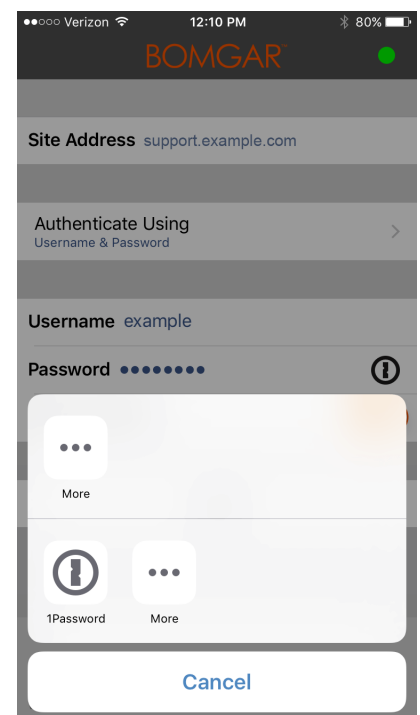 Verizon 12:10 PM 80%
BOMGAR™
Site Address support.example.com
Authenticate Using
Username & Password
Username example
Password ••••••••
More
1Password More
Cancel